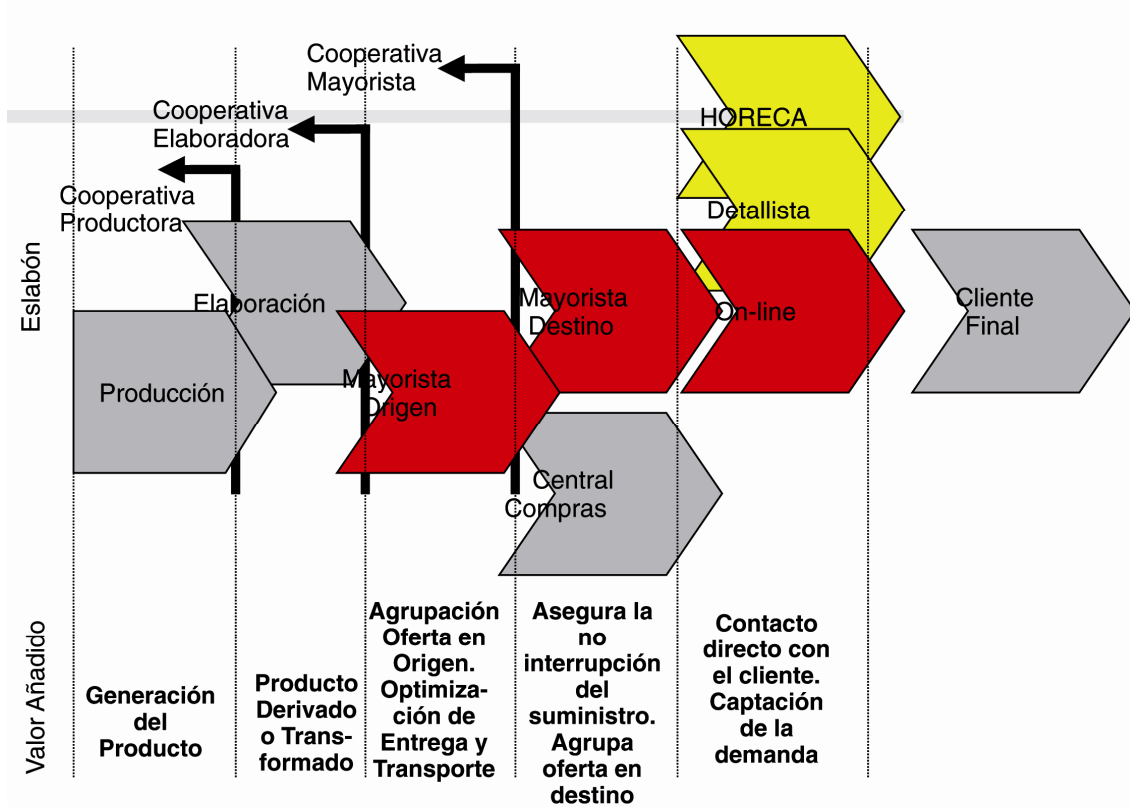 Cooperativa
Mayorista
Cooperativa
Elaboradora
Cooperativa
Productora
HORECA
Detallista
Eslabón
Elaboración
Mayorista
Destino
On-line
Cliente
Final
Producción
Mayorista
Origen
Central
Compras
Valor Añadido
Generación
del
Producto
Producto
Derivado
o Trans-
formado
Agrupación
Oferta en
Origen.
Optimiza-
ción de
Entrega y
Transporte
Asegura la
no
interrupción
del
suministro.
Agrupa
oferta en
destino
Contacto
directo con
el cliente.
Captación
de la
demanda